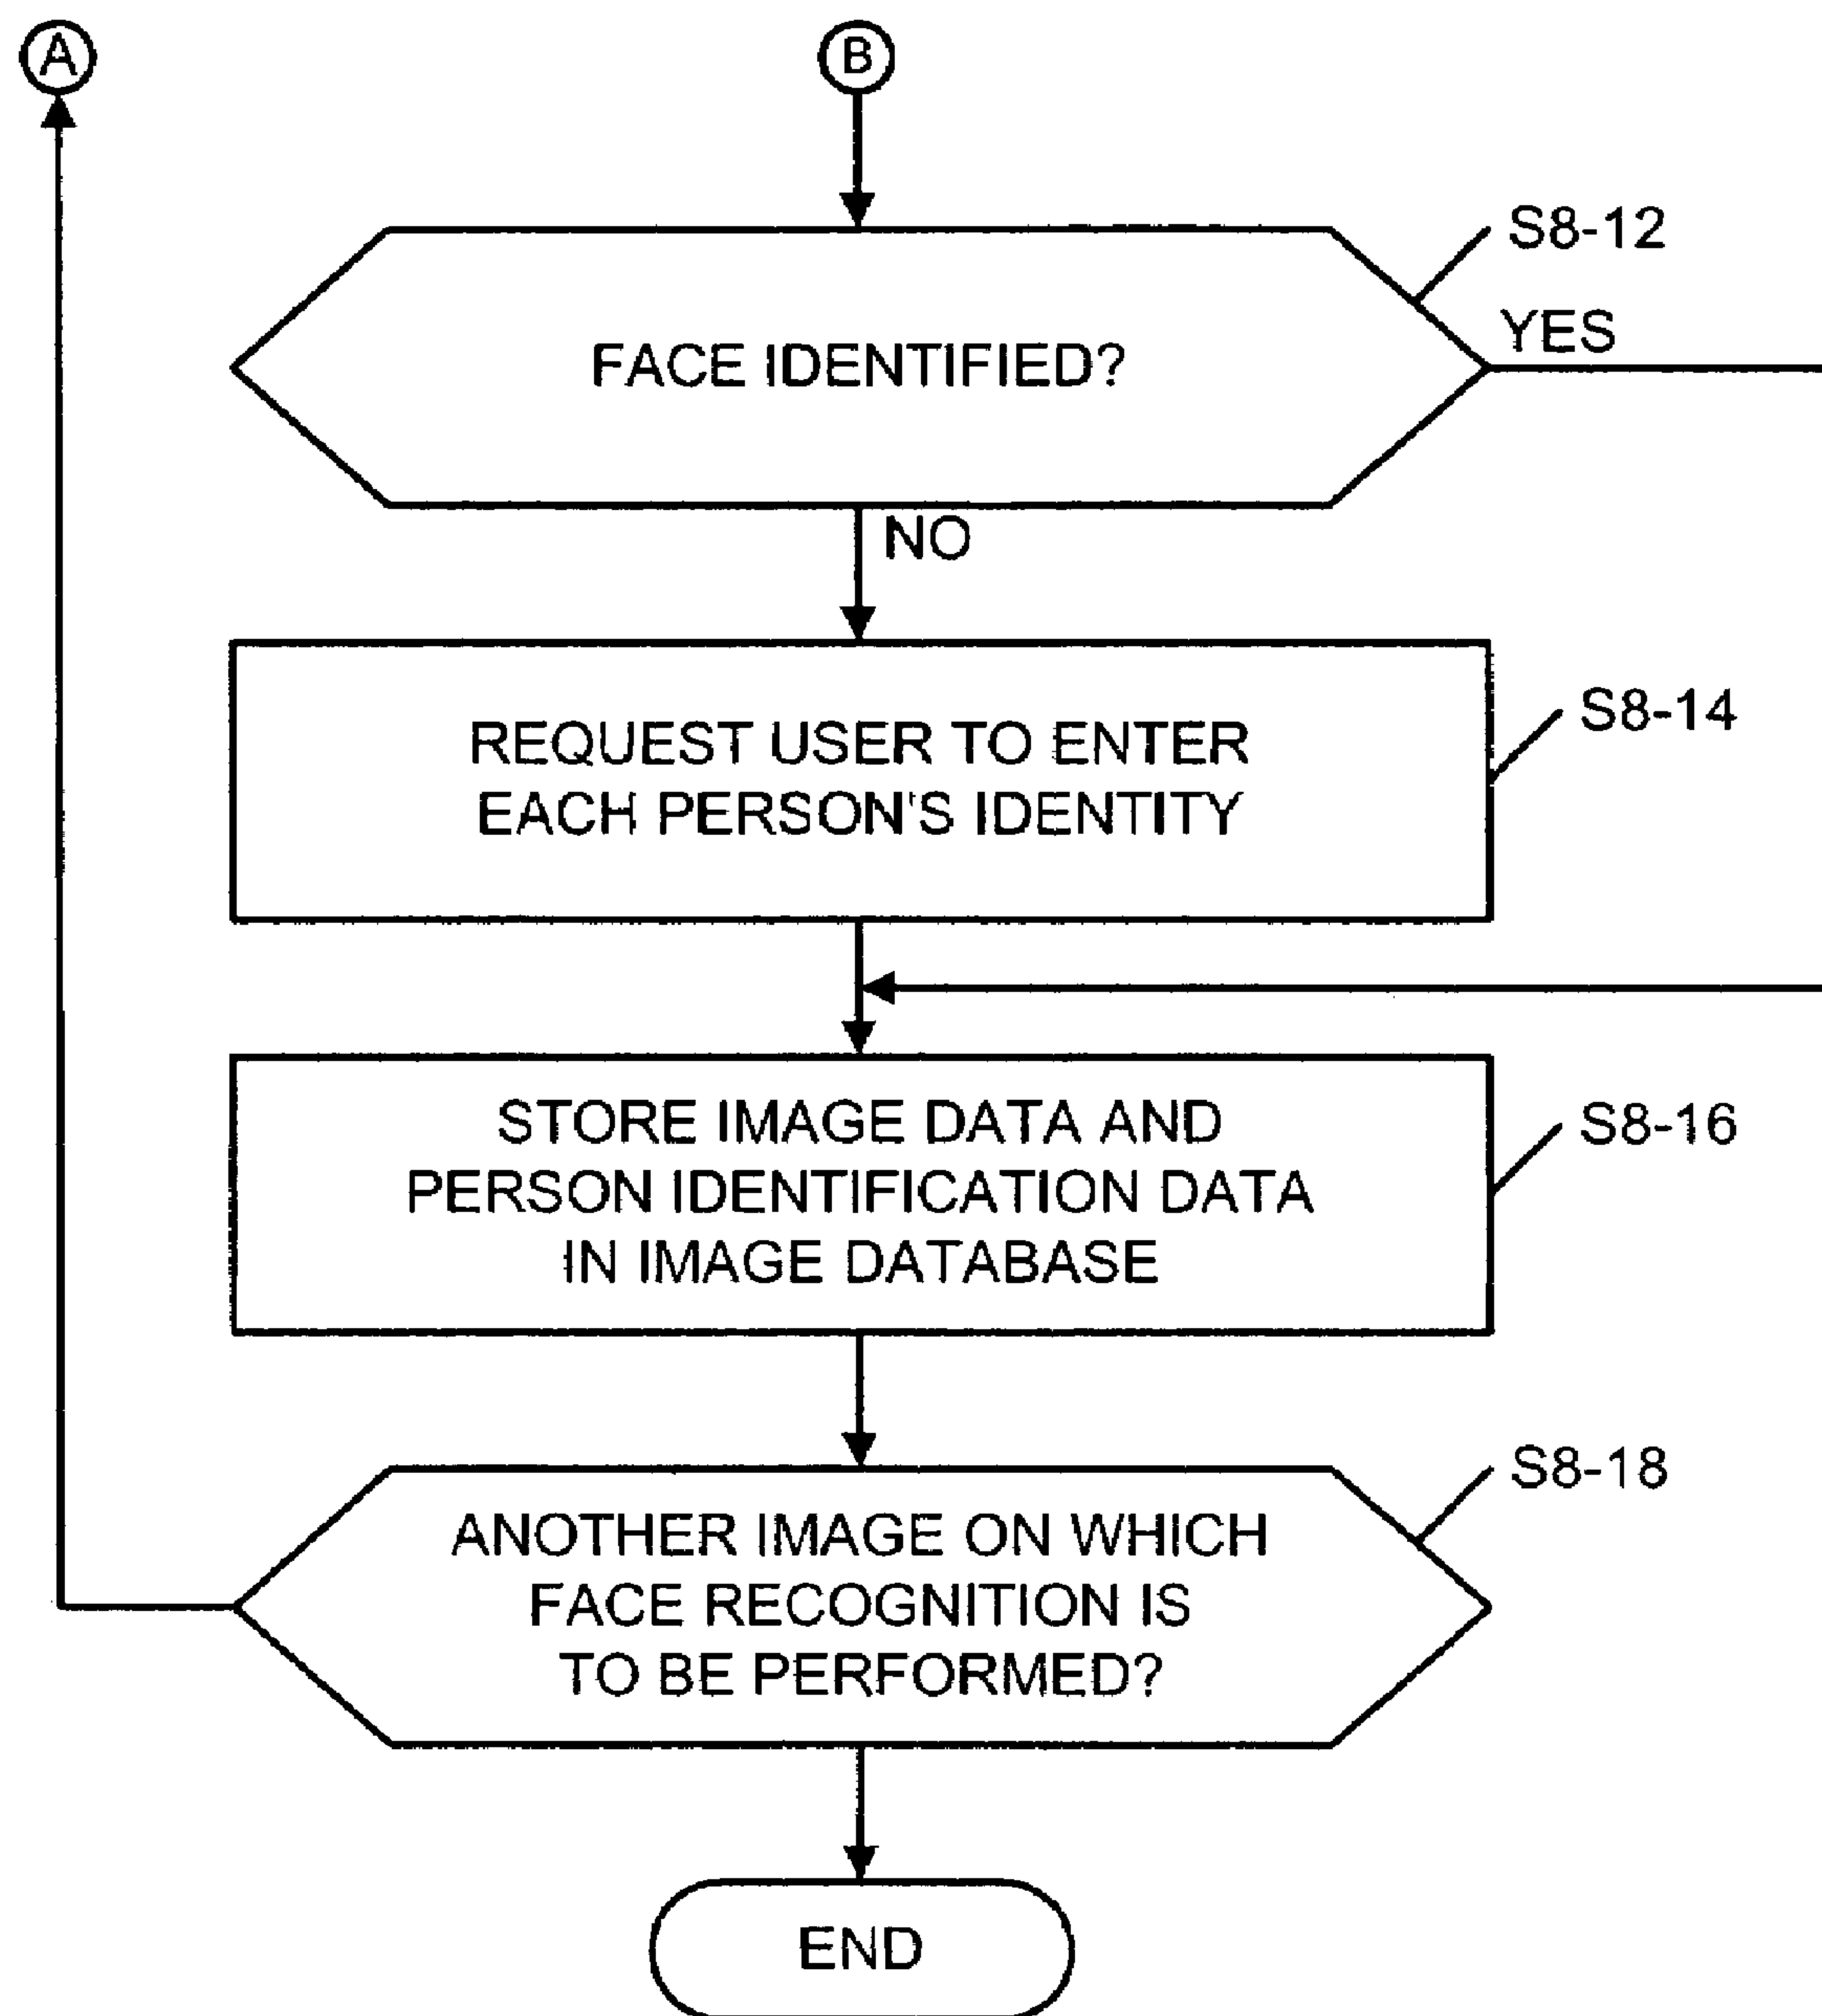 A
B
S8-12
YES
FACE IDENTIFIED?
NO
REQUEST USER TO ENTER
EACH PERSON'S IDENTITY
S8-14
STORE IMAGE DATA AND
PERSON IDENTIFICATION DATA
IN IMAGE DATABASE
S8-16
S8-18
ANOTHER IMAGE ON WHICH
FACE RECOGNITION IS
TO BE PERFORMED?
END